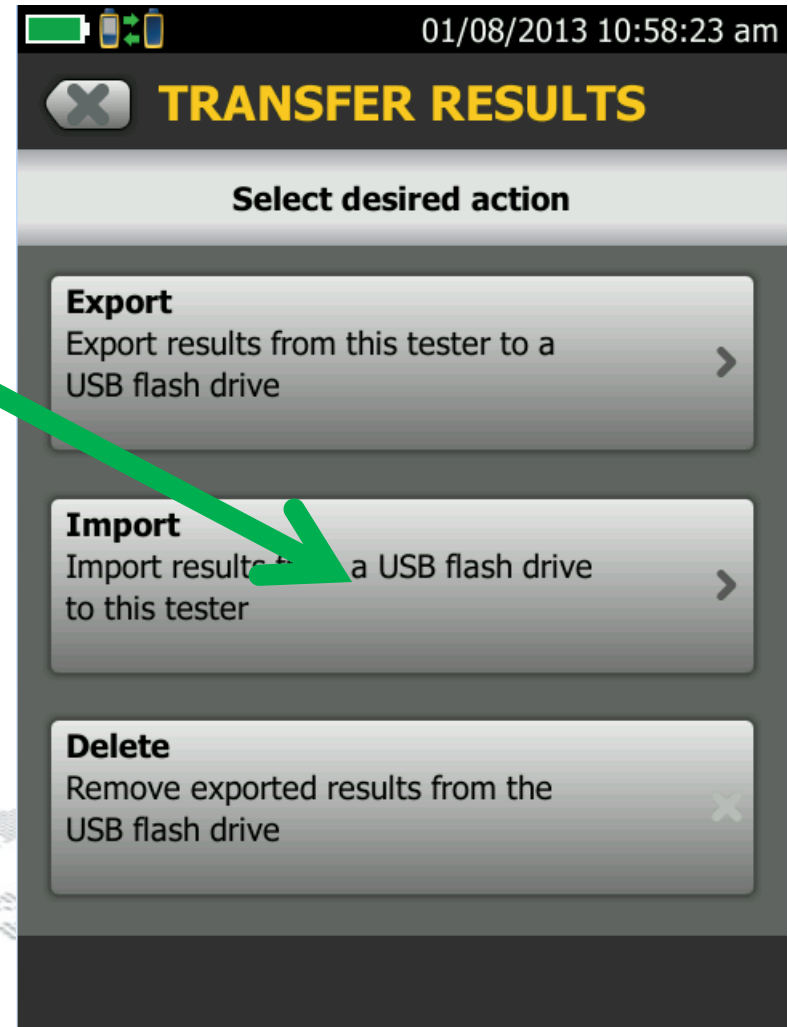 01/08/2013 10:58:23 am
TRANSFER RESULTS
Select desired action
Export
Export results from this tester to a
USB flash drive
Import
Import results a USB flash drive
to this tester
Delete
Remove exported results from the
USB flash drive